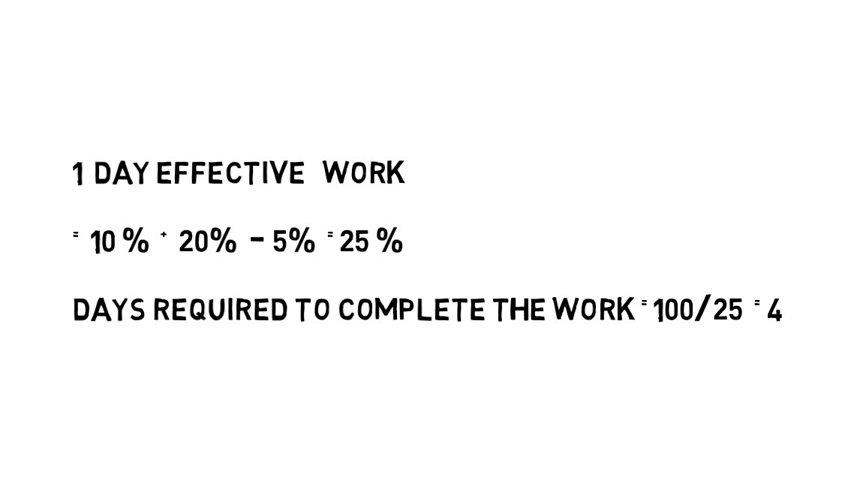 1 DAY EFFECTIVE WORK
= 10% + 20% - 5% = 25%
DAYS REQUIRED TO COMPLETE THE WORK = 100/25 = 4